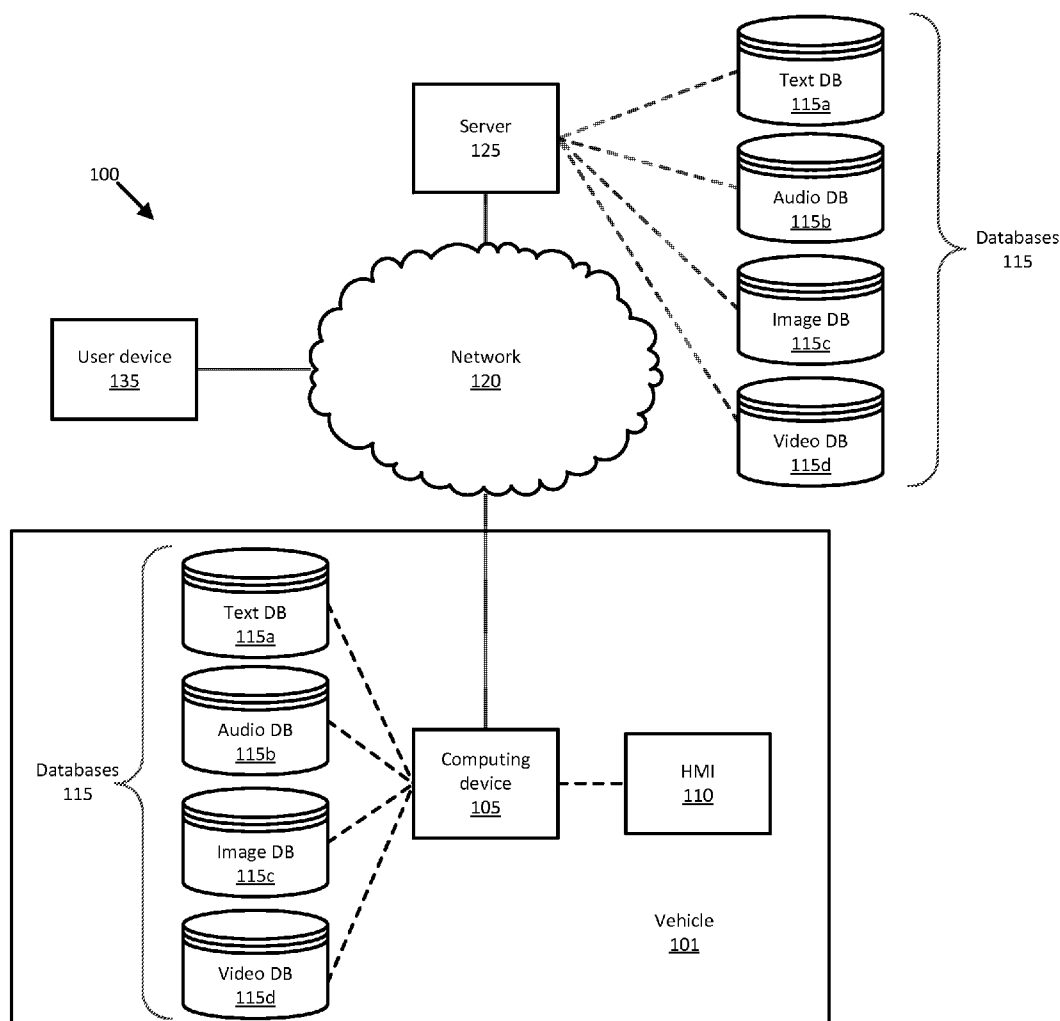 Text DB
115a
Server
125
Audio DB
115b
100
Databases
115
Image DB
115c
User device
135
Network
120
Video DB
115d
Text DB
115a
Audio DB
115b
Databases
115
Computing
device
105
HMI
110
Image DB
115c
Vehicle
101
Video DB
115d